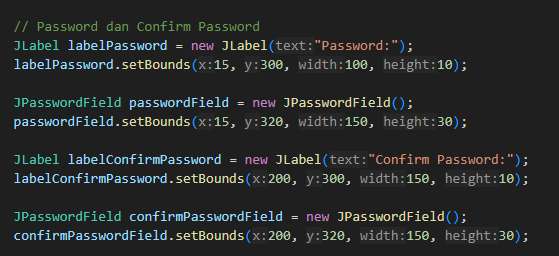 // Password dan Confirm Password
JLabel labelPassword = new JLabel(text:"Password:");
labelPassword.setBounds(x:15, y:300, width:100, height:10);
JPasswordField passwordField = new JPasswordField();
passwordField.setBounds(x:15, y:320, width:150, height:30);
JLabel labelConfirmPassword = new JLabel(text:"Confirm Password:");
labelConfirmPassword.setBounds(x:200, y:300, width:150, height:10);
JPasswordField confirmPasswordField = new JPasswordField();
confirmPasswordField.setBounds(x:200, y:320, width:150, height:30);